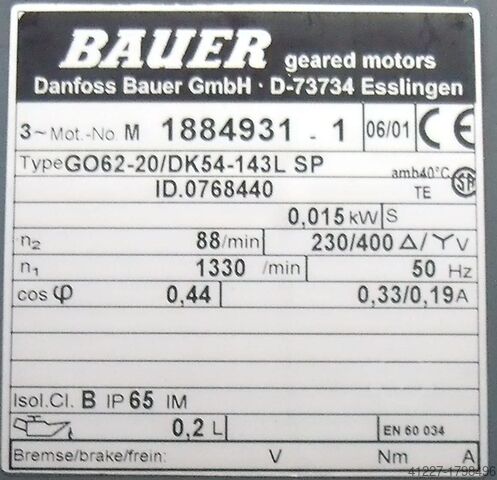 BAUER geared motors
Danfoss Bauer GmbH · D-73734 Esslingen
3~Mot.-No. M 1884931 - 1 06/01 CE
Type GO62-20/DK54-143L SP amb40°C SA
ID.0768440 TE
0,015 kW S
n2 88/min 230/400 Δ/Y V
n1 1330 /min 50 Hz
cos φ 0,44 0,33/0,19 A
Isol.Cl. B IP 65 IM
0,2 L EN 60 034
Bremse/brake/frein: V Nm A
41227-1798496